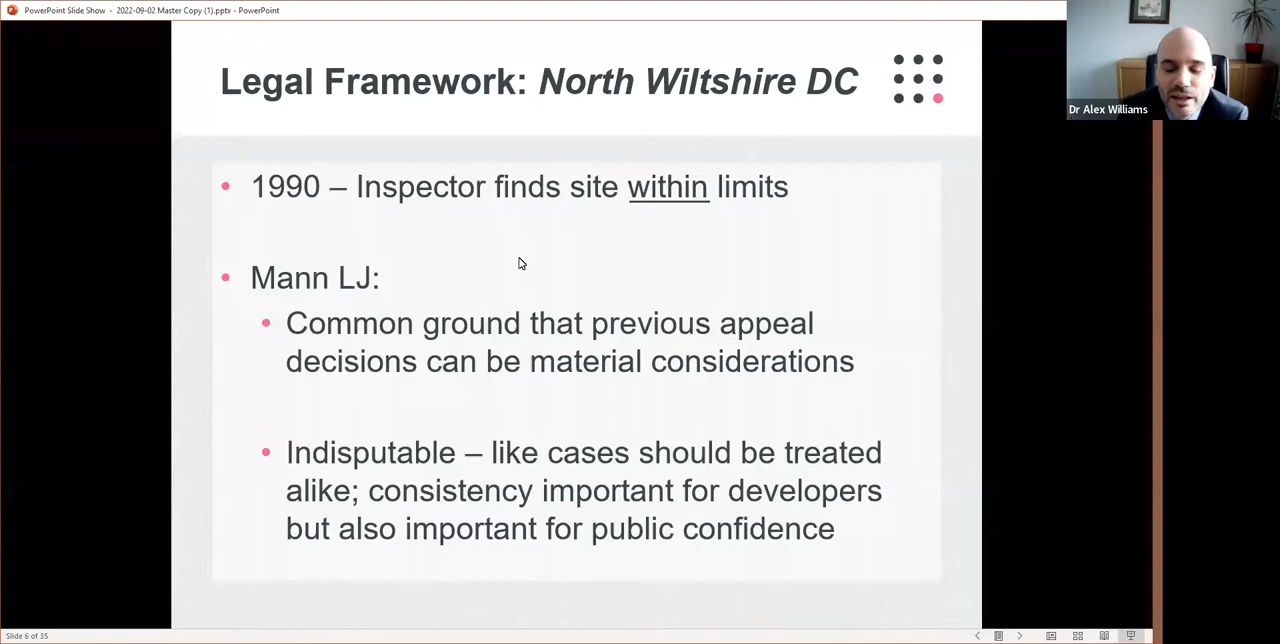 PowerPoint Slide Show - 2022-09-02 Master Copy (1).pptx - PowerPoint
Dr Alex Williams
Legal Framework: North Wiltshire DC
• 1990 – Inspector finds site within limits
• Mann LJ:
• Common ground that previous appeal
decisions can be material considerations
• Indisputable – like cases should be treated
alike; consistency important for developers
but also important for public confidence
Slide 6 of 35